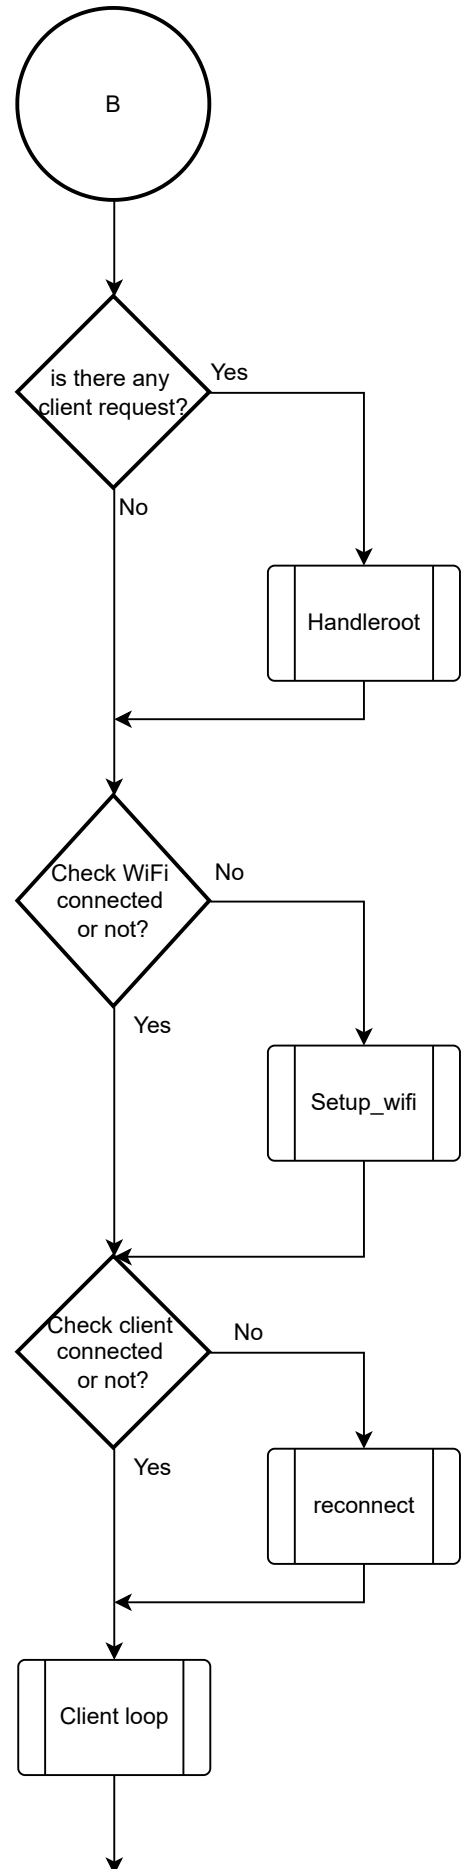 B
is there any
client request?
Yes
No
Handleroot
Check WiFi
connected
or not?
No
Yes
Setup_wifi
Check client
connected
or not?
No
Yes
reconnect
Client loop